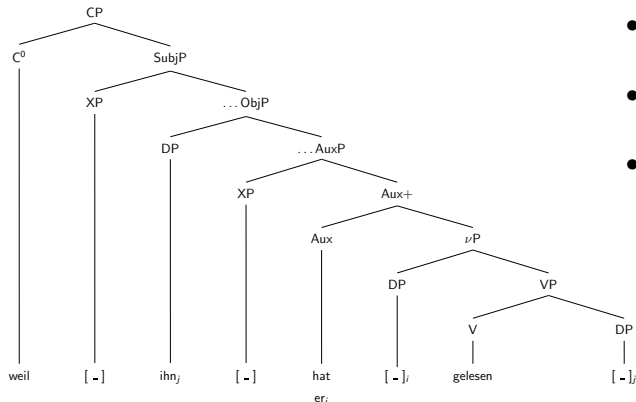 CP
C⁰ SubjP
XP …ObjP
DP …AuxP
XP Aux+
Aux νP
DP VP
V DP
weil [ _ ] ihnⱼ [ _ ] hat [ _ ]ᵢ gelesen [ _ ]ⱼ
erᵢ